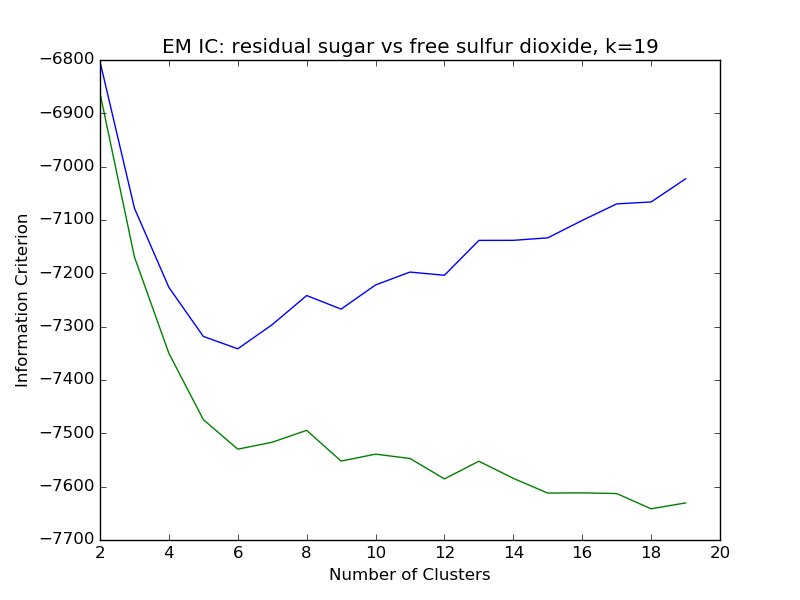 EM IC: residual sugar vs free sulfur dioxide, k=19
−6800
−6900
−7000
−7100
−7200
−7300
−7400
−7500
−7600
−7700
Information Criterion
2 4 6 8 10 12 14 16 18 20
Number of Clusters